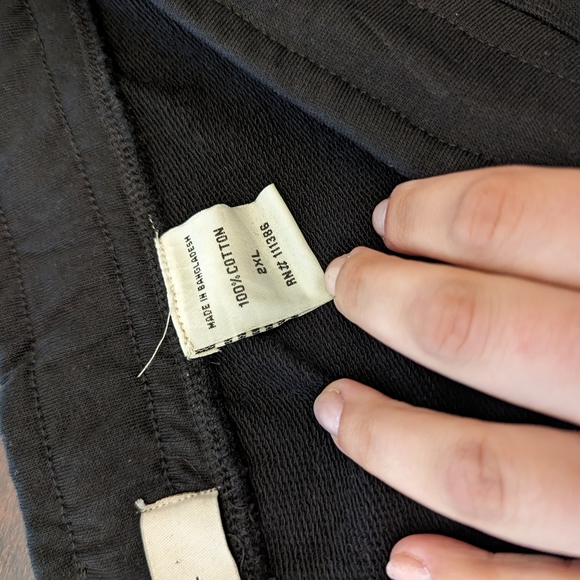 RN# 111386
2XL
100% COTTON
MADE IN BANGLADESH